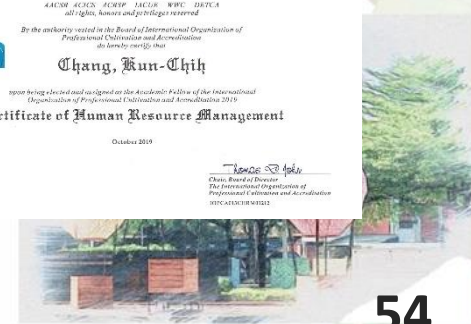 AACSB ACICS ACBSP IACBE WWC DETCA
all rights, honors and privileges reserved
By the authority vested in the Board of International Organization of
Professional Cultivation and Accreditation
do hereby certify that
Chang, Kun-Chih
upon being elected and assigned as the Academic Fellow of the International
Organization of Professional Cultivation and Accreditation 2019
rtificate of Human Resource Management
October 2019
Chair, Board of Director
The International Organization of
Professional Cultivation and Accreditation
54